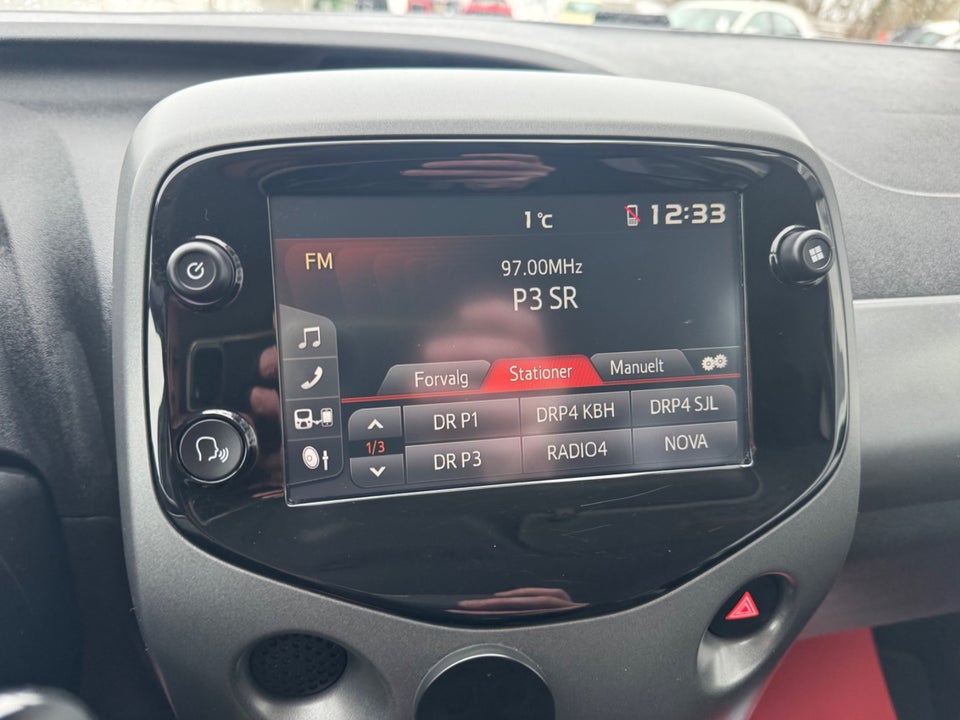 1°C
12:33
FM
97.00MHz
P3 SR
Forvalg Stationer Manuelt
DR P1 DRP4 KBH DRP4 SJL
1/3
DR P3 RADIO4 NOVA